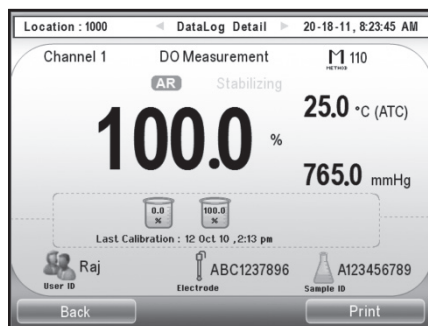 Location : 1000 DataLog Detail 20-18-11, 8:23:45 AM
Channel 1 DO Measurement M 110
METHOD
AR Stabilizing
100.0 %
25.0 °C (ATC)
765.0 mmHg
0.0 % 100.0 %
Last Calibration : 12 Oct 10 ,2:13 pm
Raj ABC1237896 A123456789
User ID Electrode Sample ID
Back Print